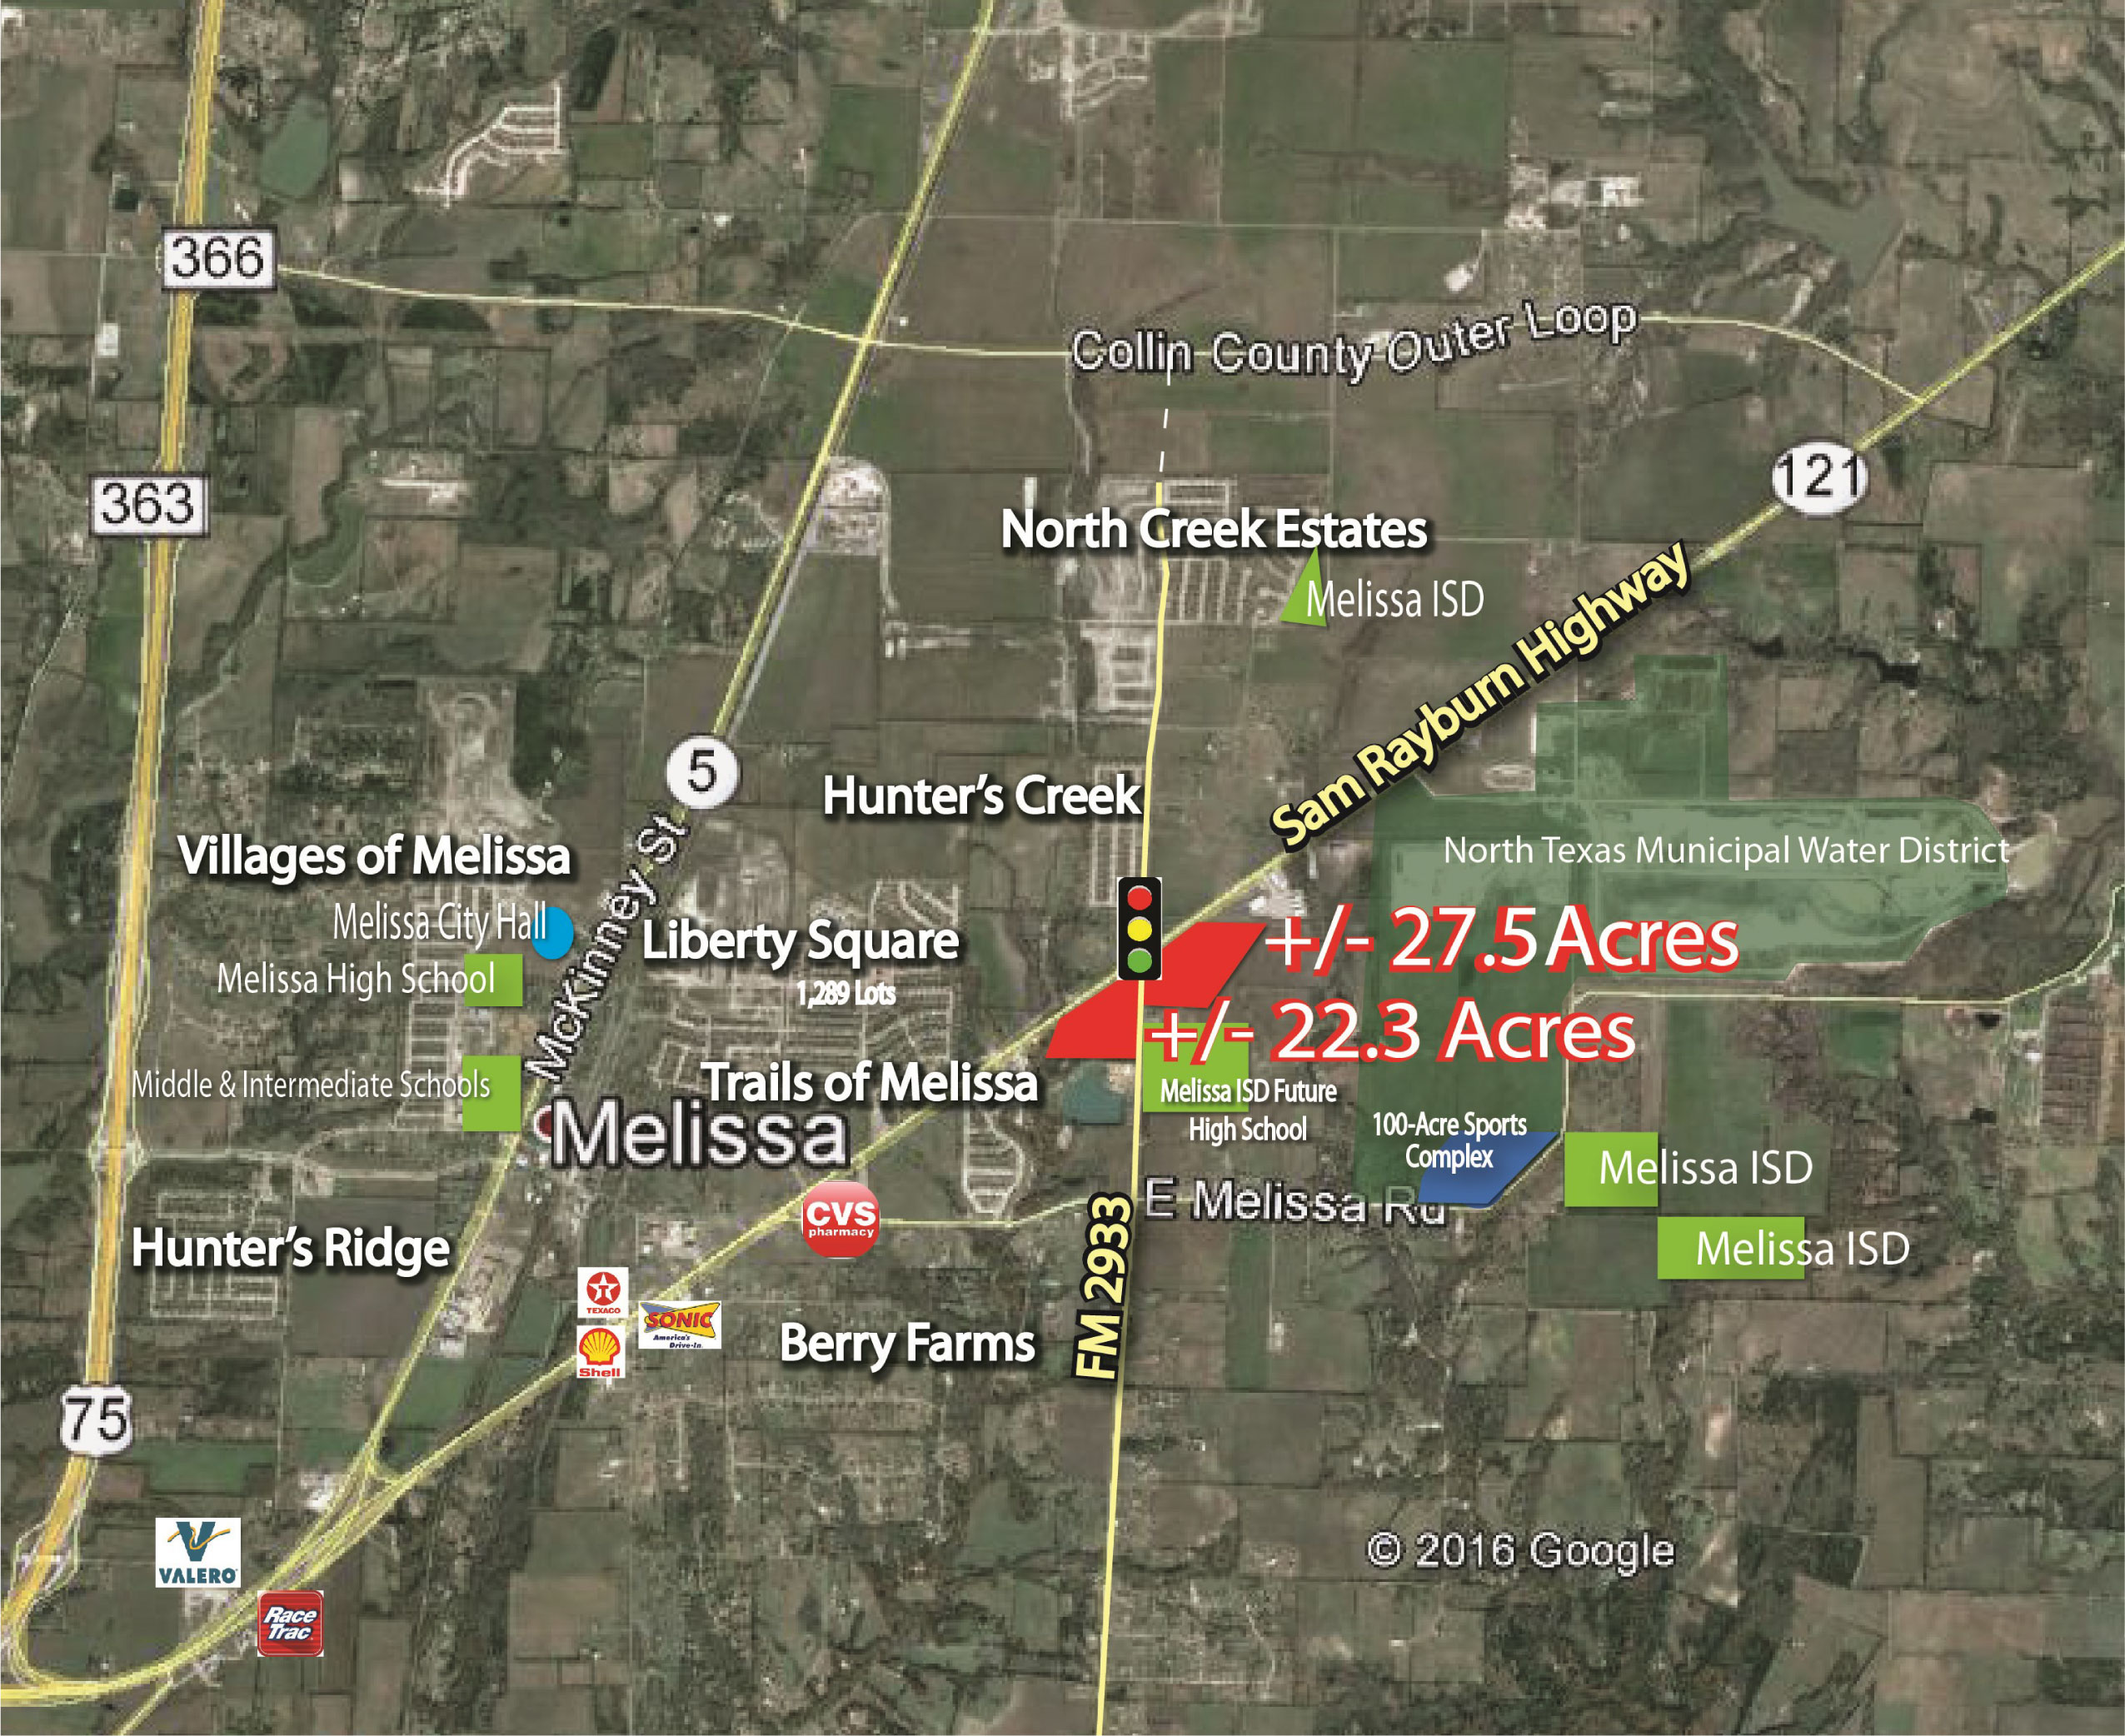 366
Collin County Outer Loop
121
363
North Creek Estates
Melissa ISD
Sam Rayburn Highway
5
Hunter's Creek
McKinney St
North Texas Municipal Water District
Villages of Melissa
Melissa City Hall
Liberty Square
1,289 Lots
+/- 27.5 Acres
Melissa High School
+/- 22.3 Acres
Middle & Intermediate Schools
Trails of Melissa
Melissa ISD Future
High School
Melissa
100-Acre Sports
Complex
Melissa ISD
E Melissa Rd
CVS
pharmacy
Hunter's Ridge
Melissa ISD
FM 2933
TEXACO
SONIC
America's
Drive-In
Shell
Berry Farms
75
© 2016 Google
VALERO
Race
Trac